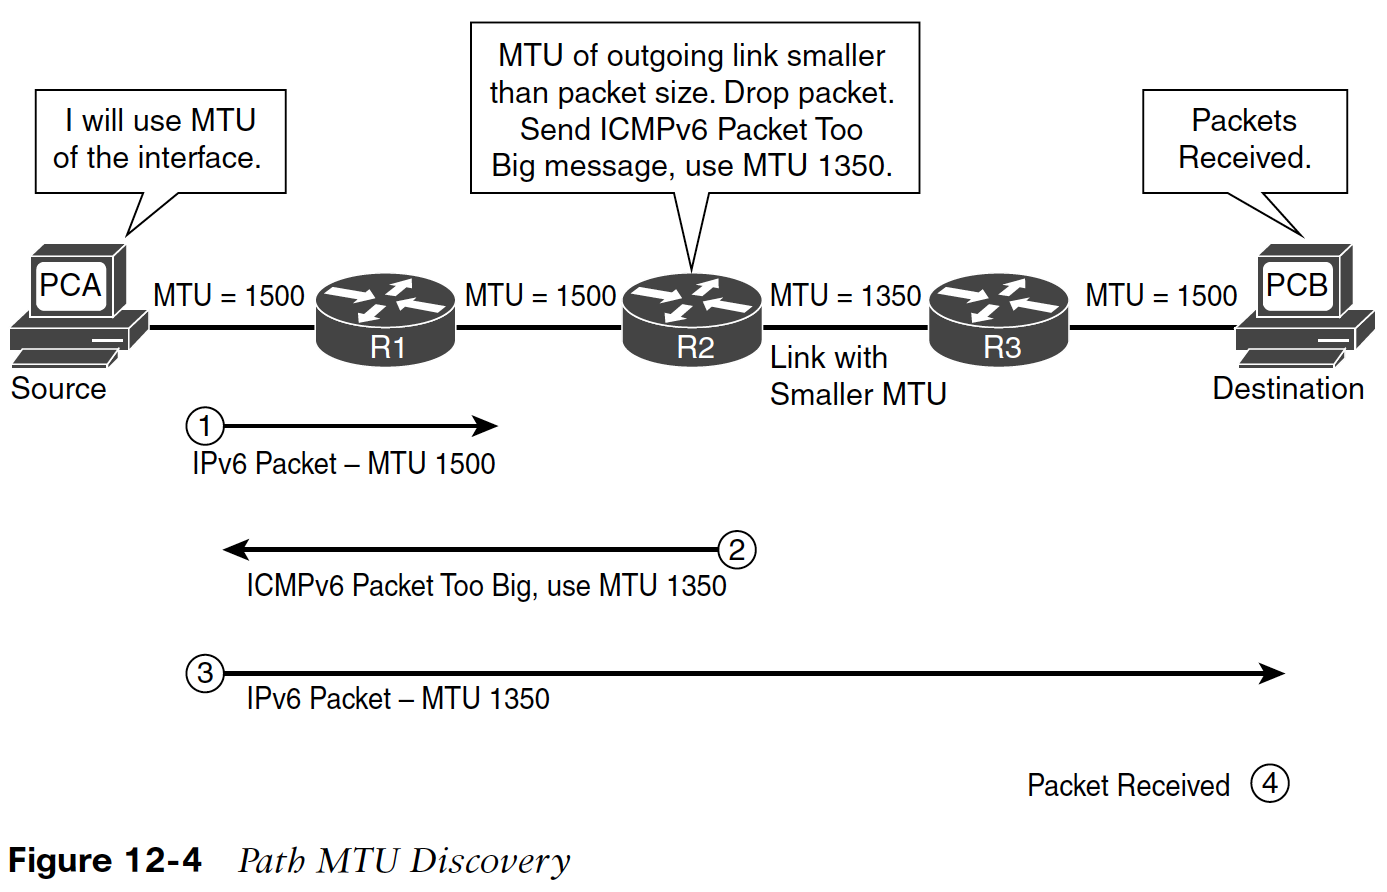 I will use MTU
of the interface.
MTU of outgoing link smaller
than packet size. Drop packet.
Send ICMPv6 Packet Too
Big message, use MTU 1350.
Packets
Received.
PCA
MTU = 1500
R1
MTU = 1500
R2
MTU = 1350
R3
MTU = 1500
PCB
Source
Link with
Smaller MTU
Destination
1
IPv6 Packet – MTU 1500
2
ICMPv6 Packet Too Big, use MTU 1350
3
IPv6 Packet – MTU 1350
Packet Received 4
Figure 12-4 Path MTU Discovery